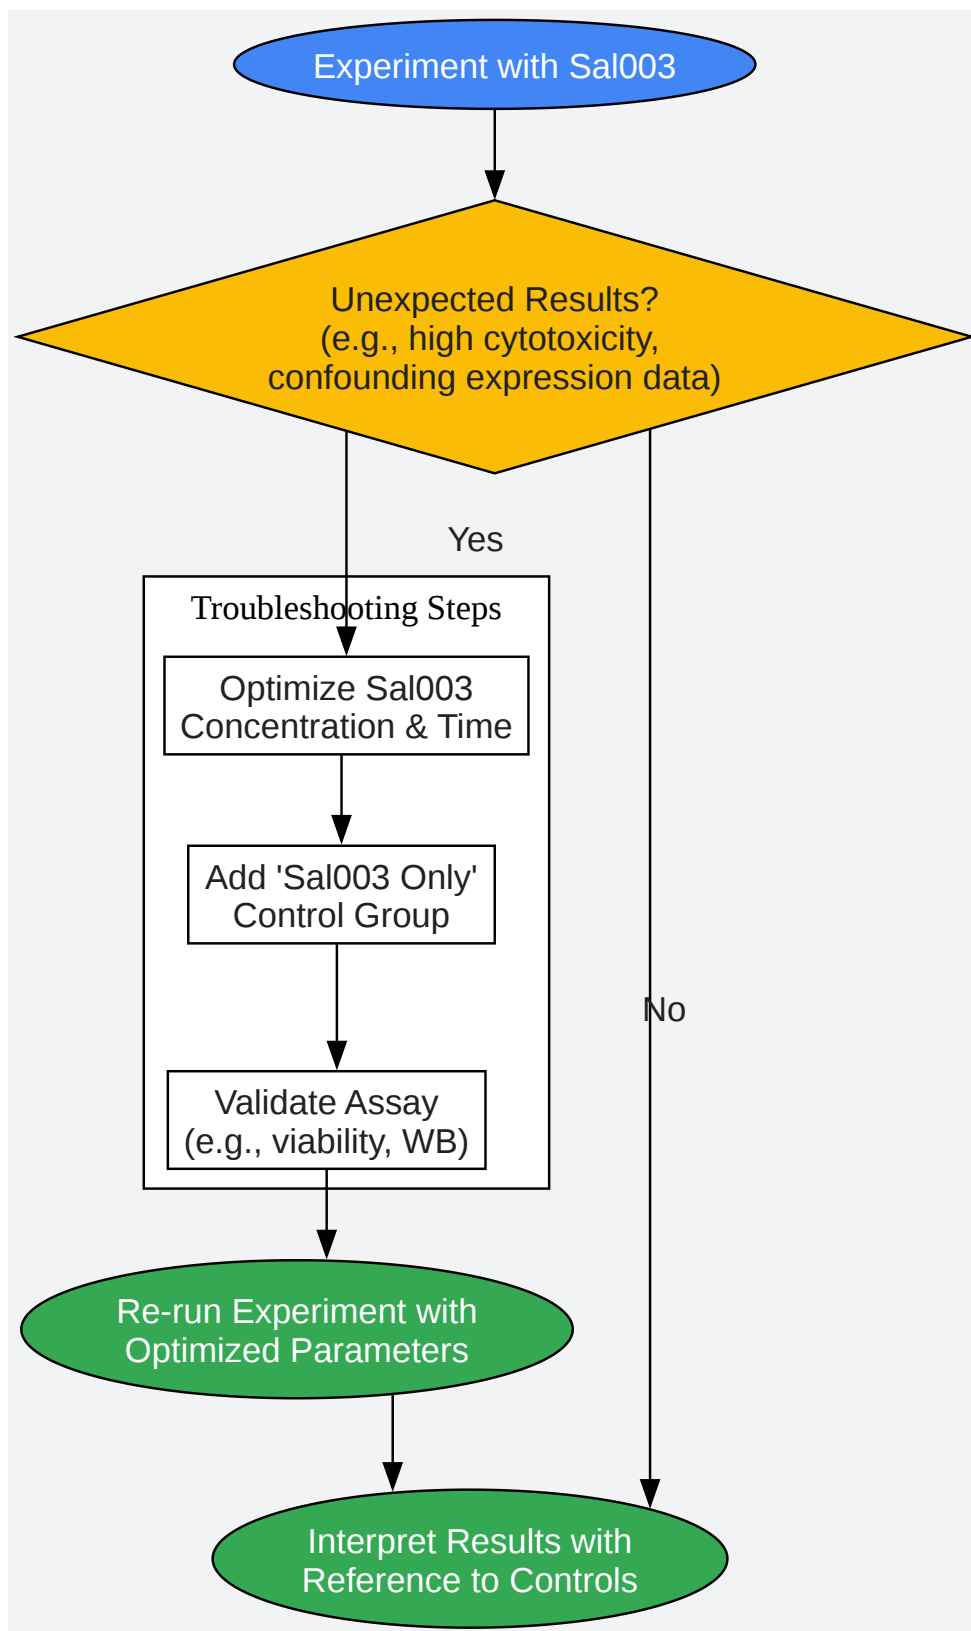 Experiment with Sal003
Unexpected Results?
(e.g., high cytotoxicity,
confounding expression data)
Yes
Troubleshooting Steps
Optimize Sal003
Concentration & Time
Add 'Sal003 Only'
Control Group
No
Validate Assay
(e.g., viability, WB)
Re-run Experiment with
Optimized Parameters
Interpret Results with
Reference to Controls